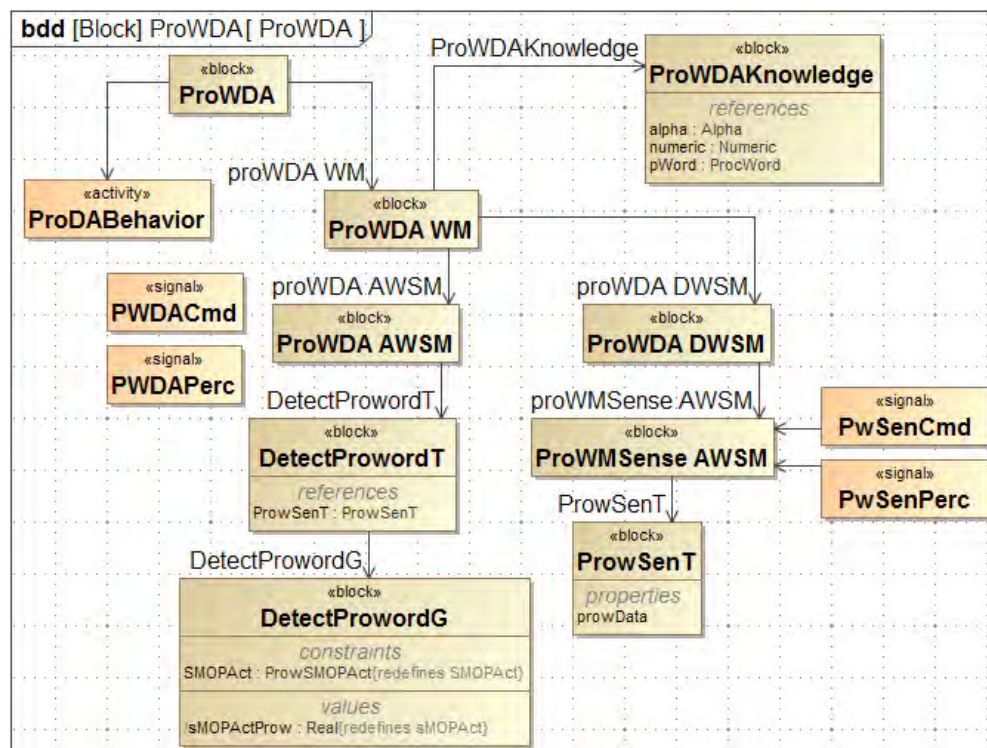 bdd [Block] ProWDA[ ProWDA ]
«block»
ProWDA
ProWDAKnowledge
«block»
ProWDAKnowledge
references
alpha : Alpha
numeric : Numeric
pWord : ProcWord
«activity»
ProDABehavior
proWDA WM
«block»
ProWDA WM
«signal»
PWDACmd
«signal»
PWDAPerc
proWDA AWSM
«block»
ProWDA AWSM
proWDA DWSM
«block»
ProWDA DWSM
DetectProwordT
«block»
DetectProwordT
references
ProwSenT : ProwSenT
proWMSense AWSM
«block»
ProWMSense AWSM
«signal»
PwSenCmd
«signal»
PwSenPerc
ProwSenT
«block»
ProwSenT
properties
prowData
DetectProwordG
«block»
DetectProwordG
constraints
SMOPAct : ProwSMOPAct{redefines SMOPAct}
values
/sMOPActProw : Real{redefines sMOPAct}